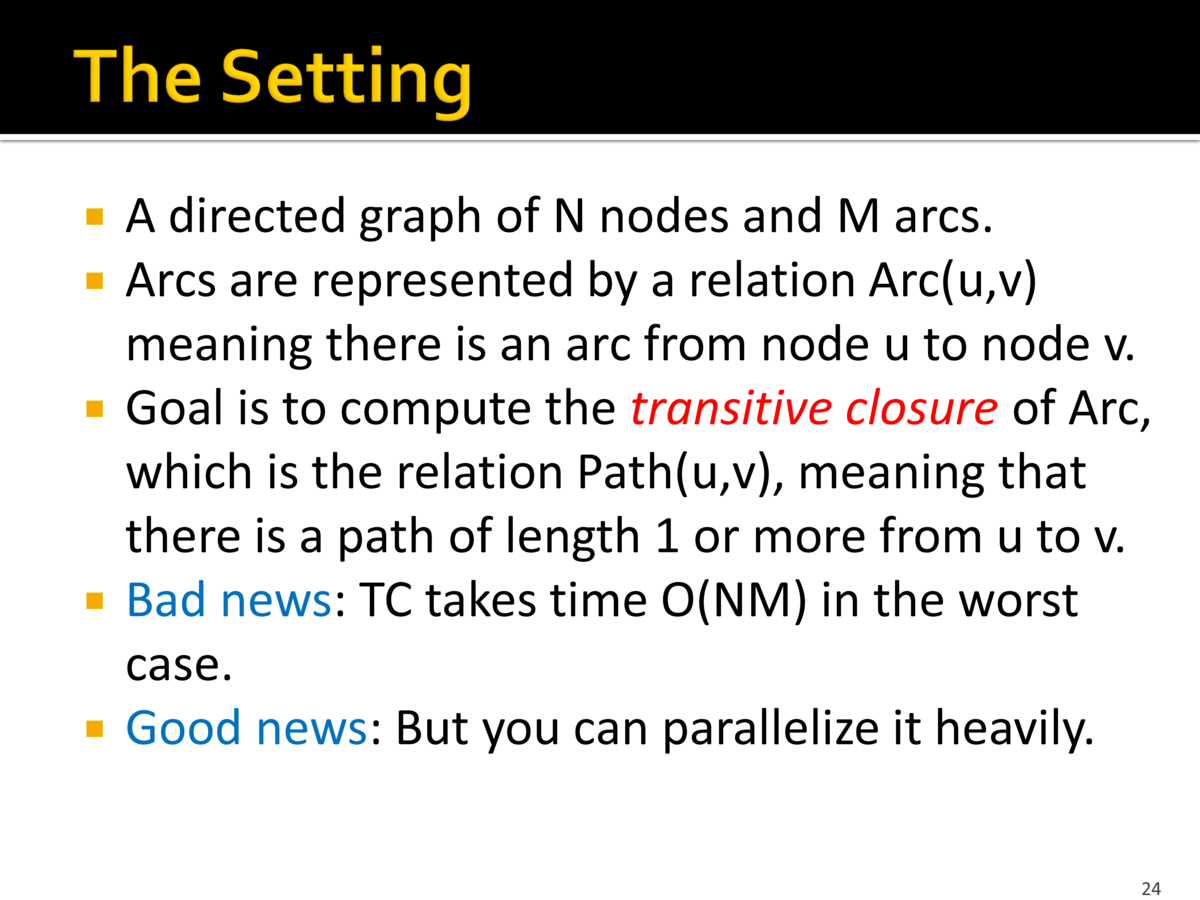 The Setting
A directed graph of N nodes and M arcs.
Arcs are represented by a relation Arc(u,v)
meaning there is an arc from node u to node v.
Goal is to compute the transitive closure of Arc,
which is the relation Path(u,v), meaning that
there is a path of length 1 or more from u to v.
Bad news: TC takes time O(NM) in the worst
case.
Good news: But you can parallelize it heavily.
24